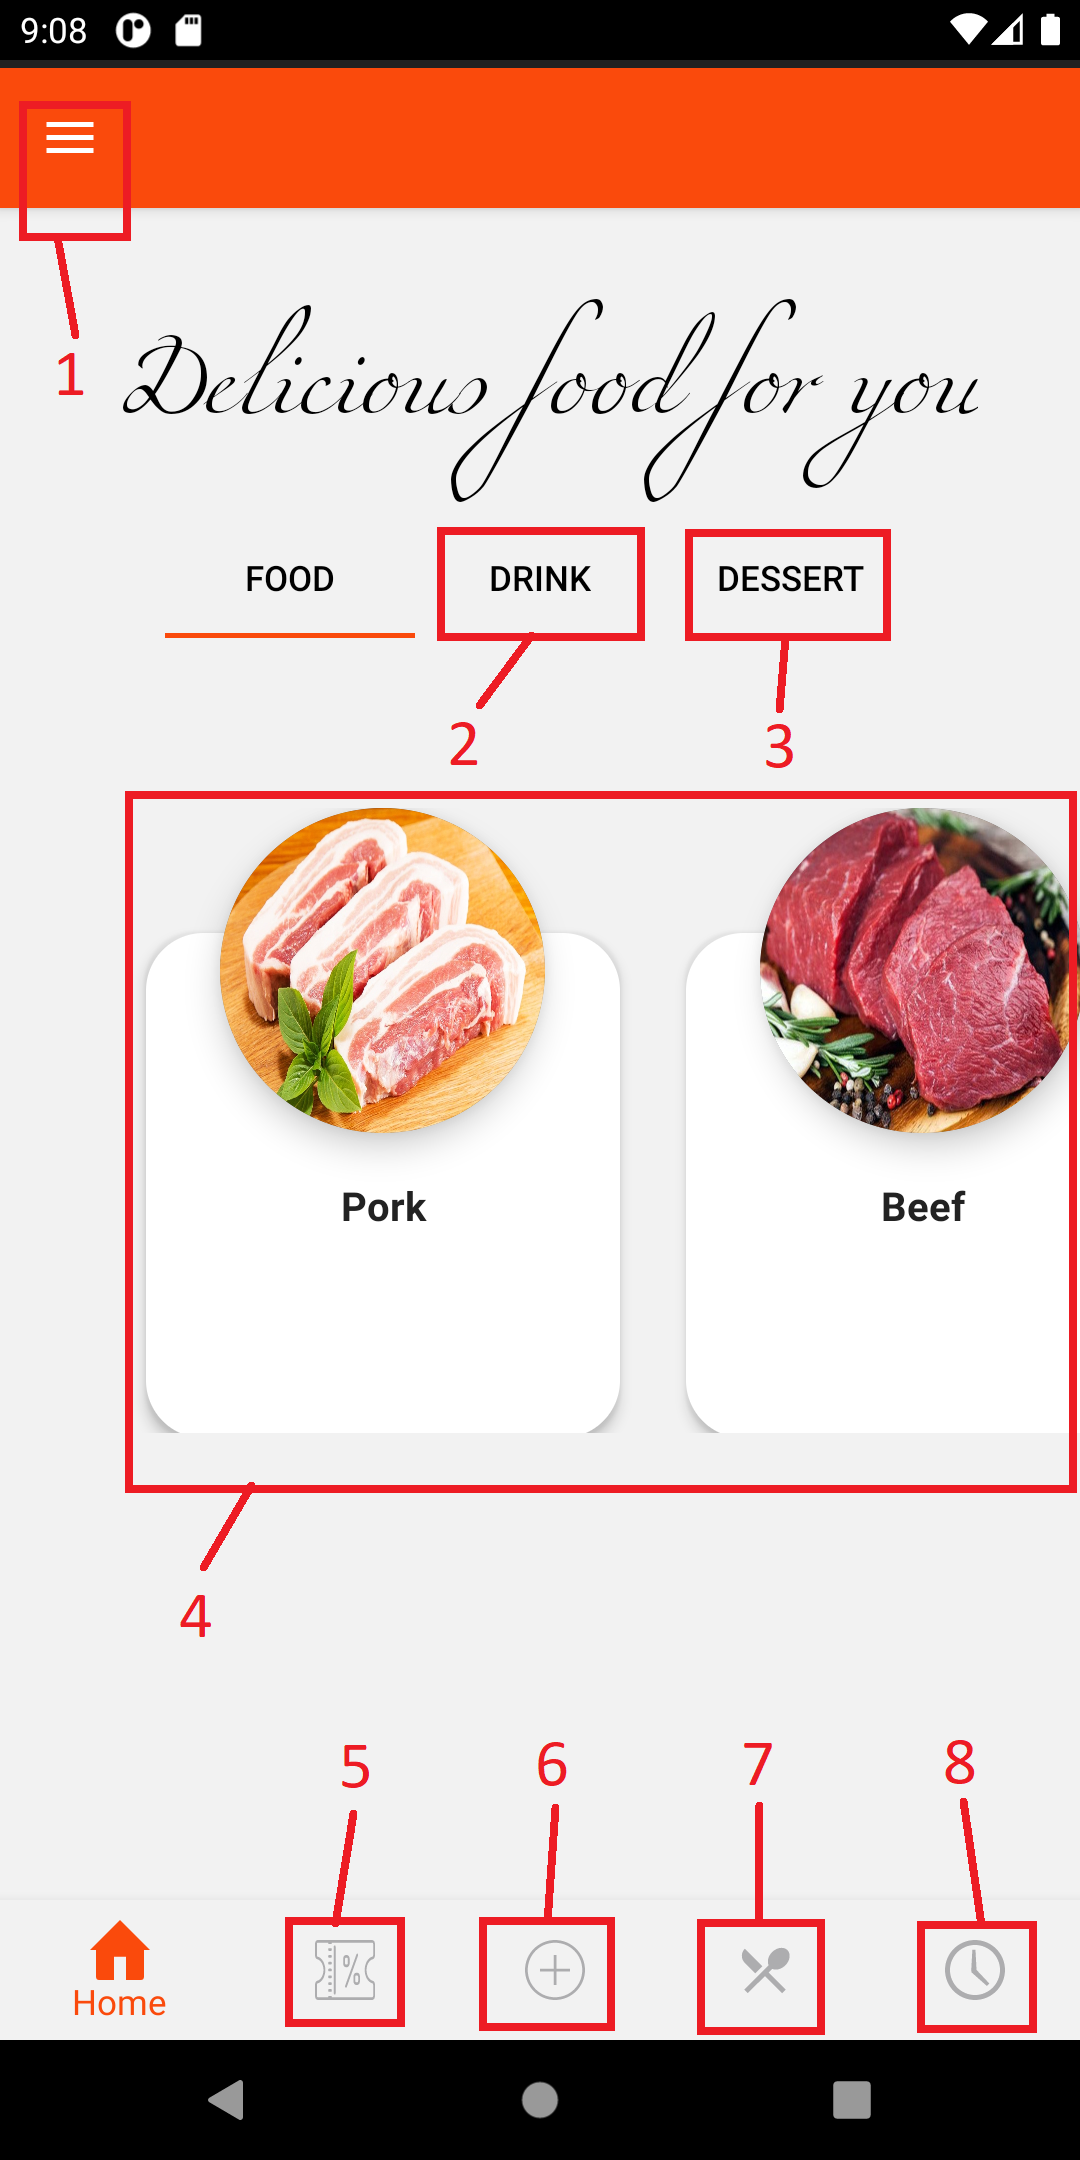 9:08
1
Delicious food for you
FOOD DRINK DESSERT
2 3
Pork Beef
4
5 6 7 8
%
Home